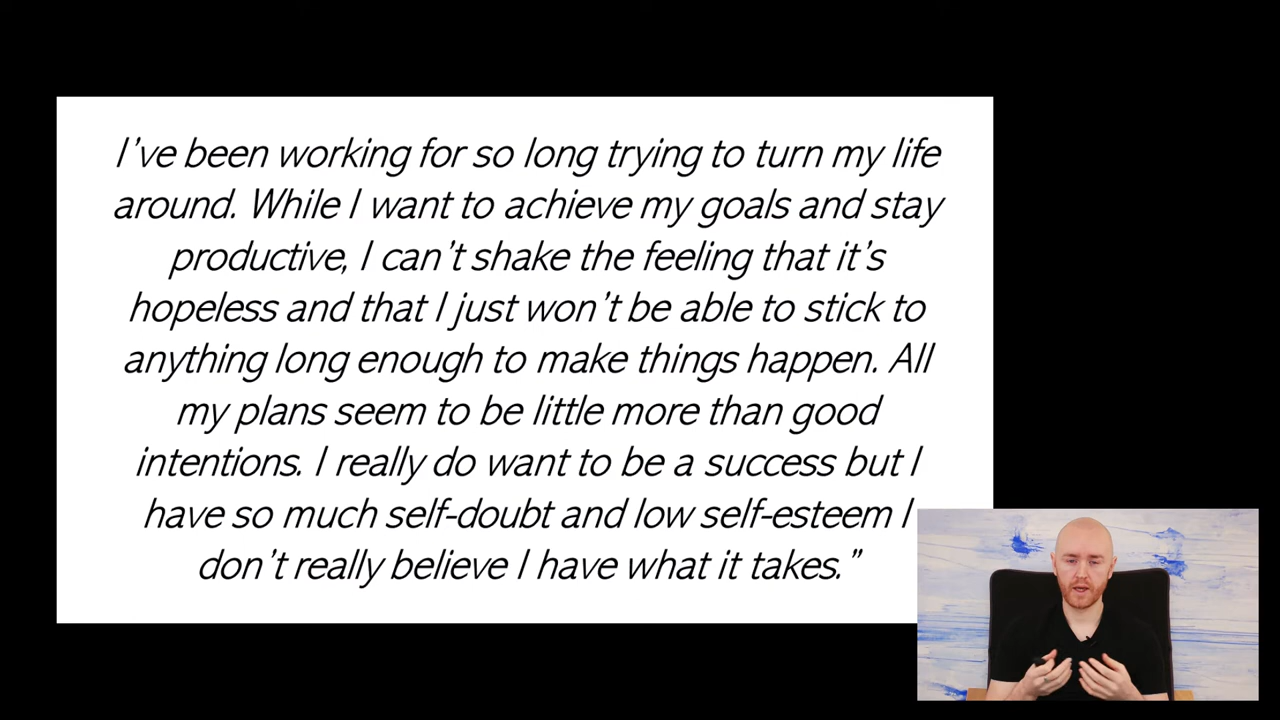 I've been working for so long trying to turn my life
around. While I want to achieve my goals and stay
productive, I can't shake the feeling that it's
hopeless and that I just won't be able to stick to
anything long enough to make things happen. All
my plans seem to be little more than good
intentions. I really do want to be a success but I
have so much self-doubt and low self-esteem I
don't really believe I have what it takes.”